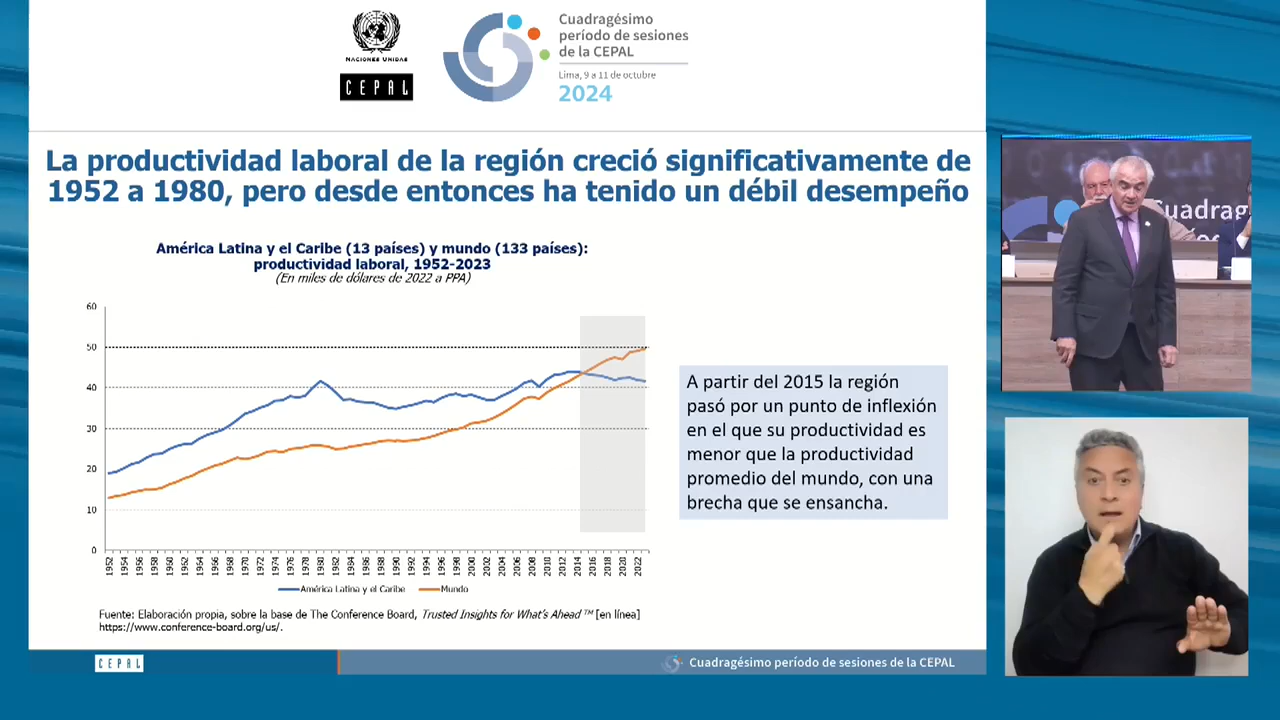 NACIONES UNIDAS
CEPAL
Cuadragésimo
período de sesiones
de la CEPAL
Lima, 9 a 11 de octubre
2024
La productividad laboral de la región creció significativamente de
1952 a 1980, pero desde entonces ha tenido un débil desempeño
América Latina y el Caribe (13 países) y mundo (133 países):
productividad laboral, 1952-2023
(En miles de dólares de 2022 a PPA)
60
50
40
30
20
10
0
1952 1954 1956 1958 1960 1962 1964 1966 1968 1970 1972 1974 1976 1978 1980 1982 1984 1986 1988 1990 1992 1994 1996 1998 2000 2002 2004 2006 2008 2010 2012 2014 2016 2018 2020 2022
América Latina y el Caribe Mundo
Fuente: Elaboración propia, sobre la base de The Conference Board, Trusted Insights for What's Ahead ™ [en línea]
https://www.conference-board.org/us/.
A partir del 2015 la región
pasó por un punto de inflexión
en el que su productividad es
menor que la productividad
promedio del mundo, con una
brecha que se ensancha.
CEPAL
Cuadragésimo período de sesiones de la CEPAL